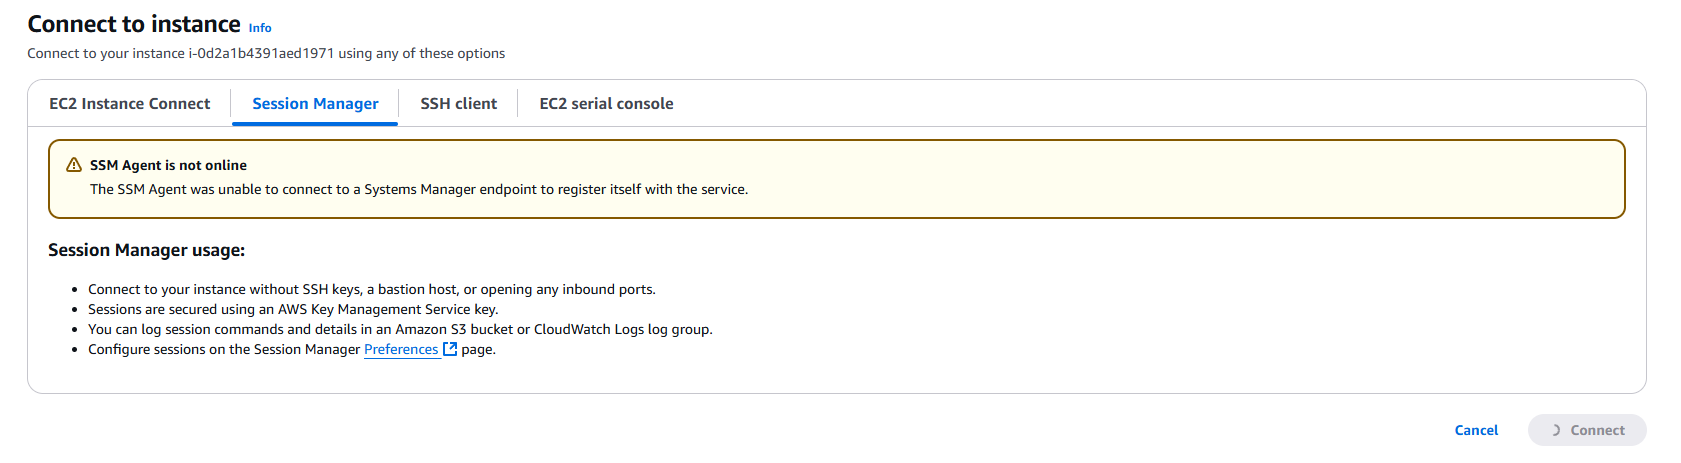 Connect to instance Info
Connect to your instance i-0d2a1b4391aed1971 using any of these options
EC2 Instance Connect Session Manager SSH client EC2 serial console
SSM Agent is not online
The SSM Agent was unable to connect to a Systems Manager endpoint to register itself with the service.
Session Manager usage:
• Connect to your instance without SSH keys, a bastion host, or opening any inbound ports.
• Sessions are secured using an AWS Key Management Service key.
• You can log session commands and details in an Amazon S3 bucket or CloudWatch Logs log group.
• Configure sessions on the Session Manager Preferences page.
Cancel Connect